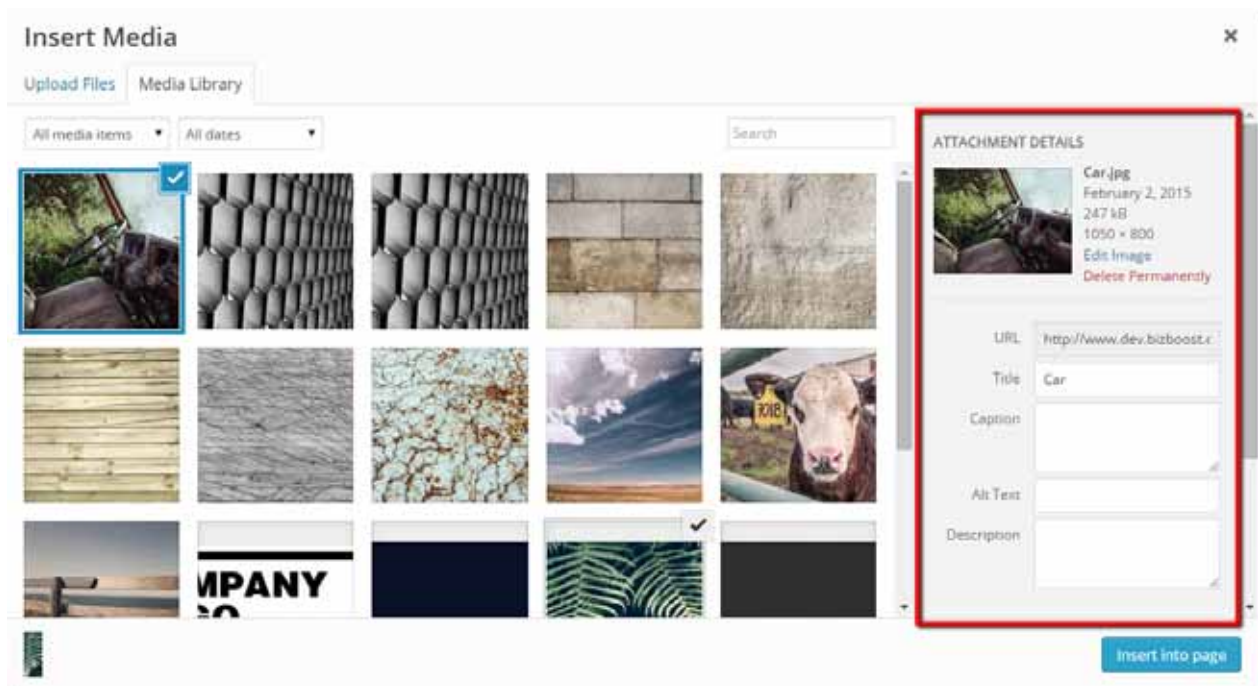 Insert Media
Upload Files
Media Library
All media items
All dates
Search
ATTACHMENT DETAILS
Car.jpg
February 2, 2015
247 kB
1050 × 800
Edit Image
Delete Permanently
URL
http://www.dev.bizboost.c
Title
Car
Caption
Alt Text
Description
701B
MPANY
GO
Insert into page